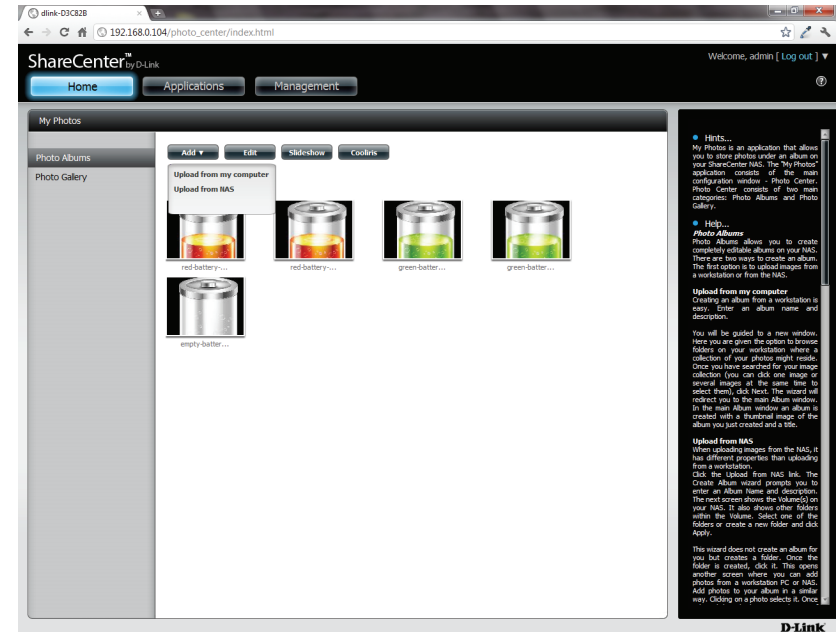 dlink-D3C82B
192.168.0.104/photo_center/index.html
ShareCenter™ by D-Link
Welcome, admin [ Log out ] ▼
Home
Applications
Management
My Photos
Photo Albums
Photo Gallery
Add ▼
Edit
Slideshow
Cooliris
Upload from my computer
Upload from NAS
red-battery-...
red-battery-...
green-batter...
green-batter...
empty-batter...
Hints...
My Photos is an application that allows
you to store photos under an album on
your ShareCenter NAS. The "My Photos"
application consists of the main
configuration window - Photo Center.
Photo Center consists of two main
categories: Photo Albums and Photo
Gallery.
Help...
Photo Albums
Photo Albums allows you to create
completely editable albums on your NAS.
There are two ways to create an album.
The first option is to upload images from
a workstation or from the NAS.
Upload from my computer
Creating an album from a workstation is
easy. Enter an album name and
description.
You will be guided to a new window.
Here you are given the option to browse
folders on your workstation where a
collection of your photos might reside.
Once you have searched for your image
collection (you can click one image or
several images at the same time to
select them), click Next. The wizard will
redirect you to the main Album window.
In the main Album window an album is
created with a thumbnail image of the
album you just created and a title.
Upload from NAS
When uploading images from the NAS, it
has different properties than uploading
from a workstation.
Click the Upload from NAS link. The
Create Album wizard prompts you to
enter an Album Name and description.
The next screen shows the Volume(s) on
your NAS. It also shows other folders
within the Volume. Select one of the
folders or create a new folder and click
Apply.
This wizard does not create an album for
you but creates a folder. Once the
folder is created, click it. This opens
another screen where you can add
photos from a workstation PC or NAS.
Add photos to your album in a similar
way. Clicking on a photo selects it. Once
D-Link